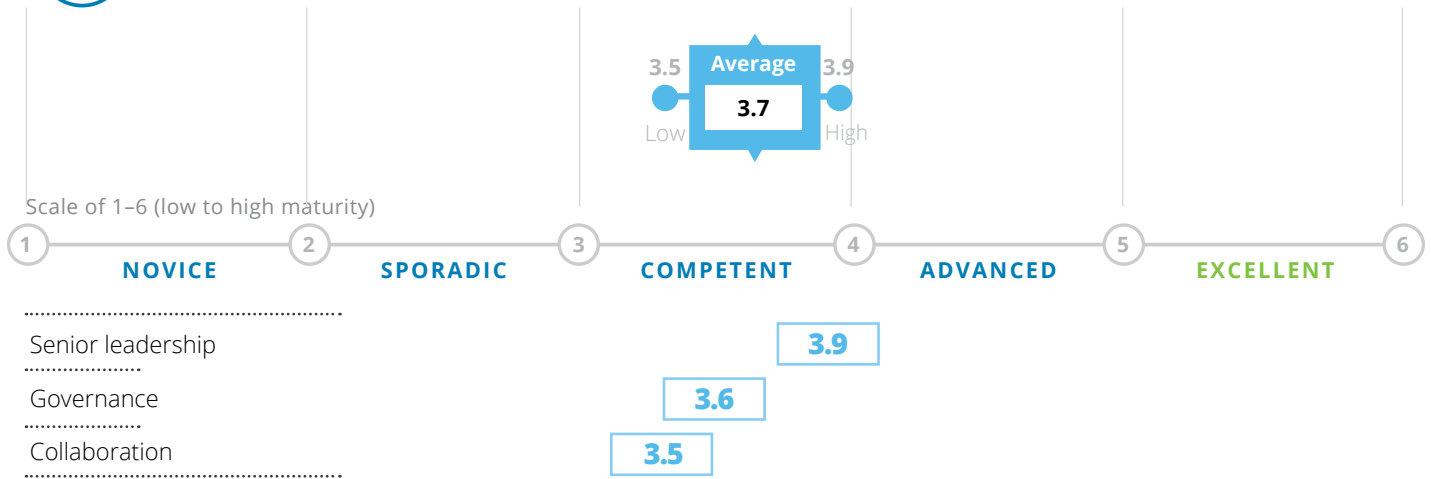 Average
3.5 3.9
3.7
Low High
Scale of 1–6 (low to high maturity)
1 2 3 4 5 6
NOVICE SPORADIC COMPETENT ADVANCED EXCELLENT
Senior leadership 3.9
Governance 3.6
Collaboration 3.5